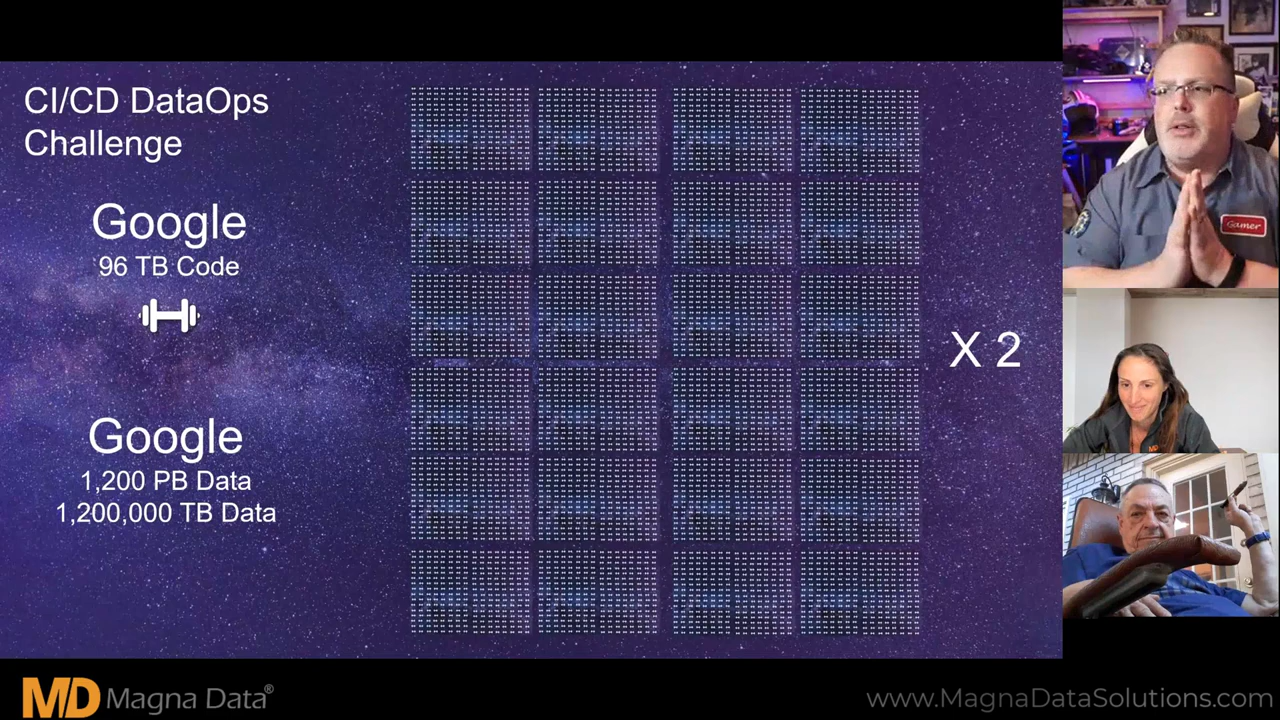 CI/CD DataOps
Challenge
Google
96 TB Code
Google
1,200 PB Data
1,200,000 TB Data
X 2
Gamer
MD Magna Data®
www.MagnaDataSolutions.com